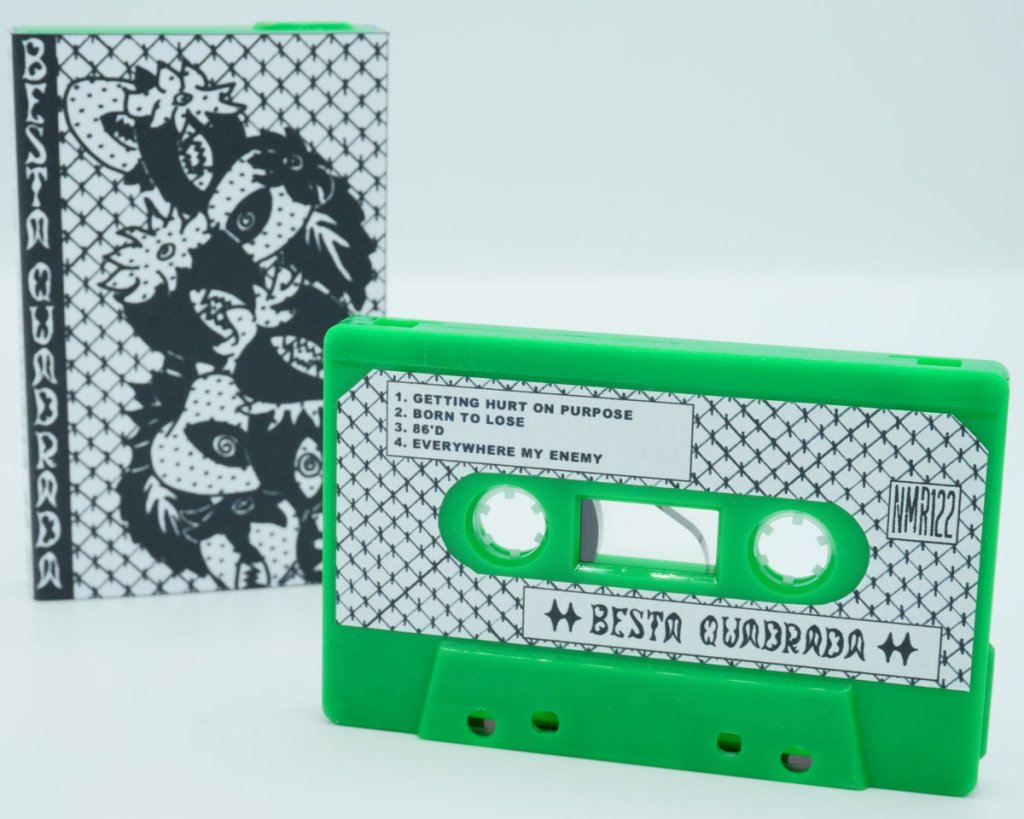 BESTA QUADRADA
1. GETTING HURT ON PURPOSE
2. BORN TO LOSE
3. 86'D
4. EVERYWHERE MY ENEMY
NMR122
BESTA QUADRADA